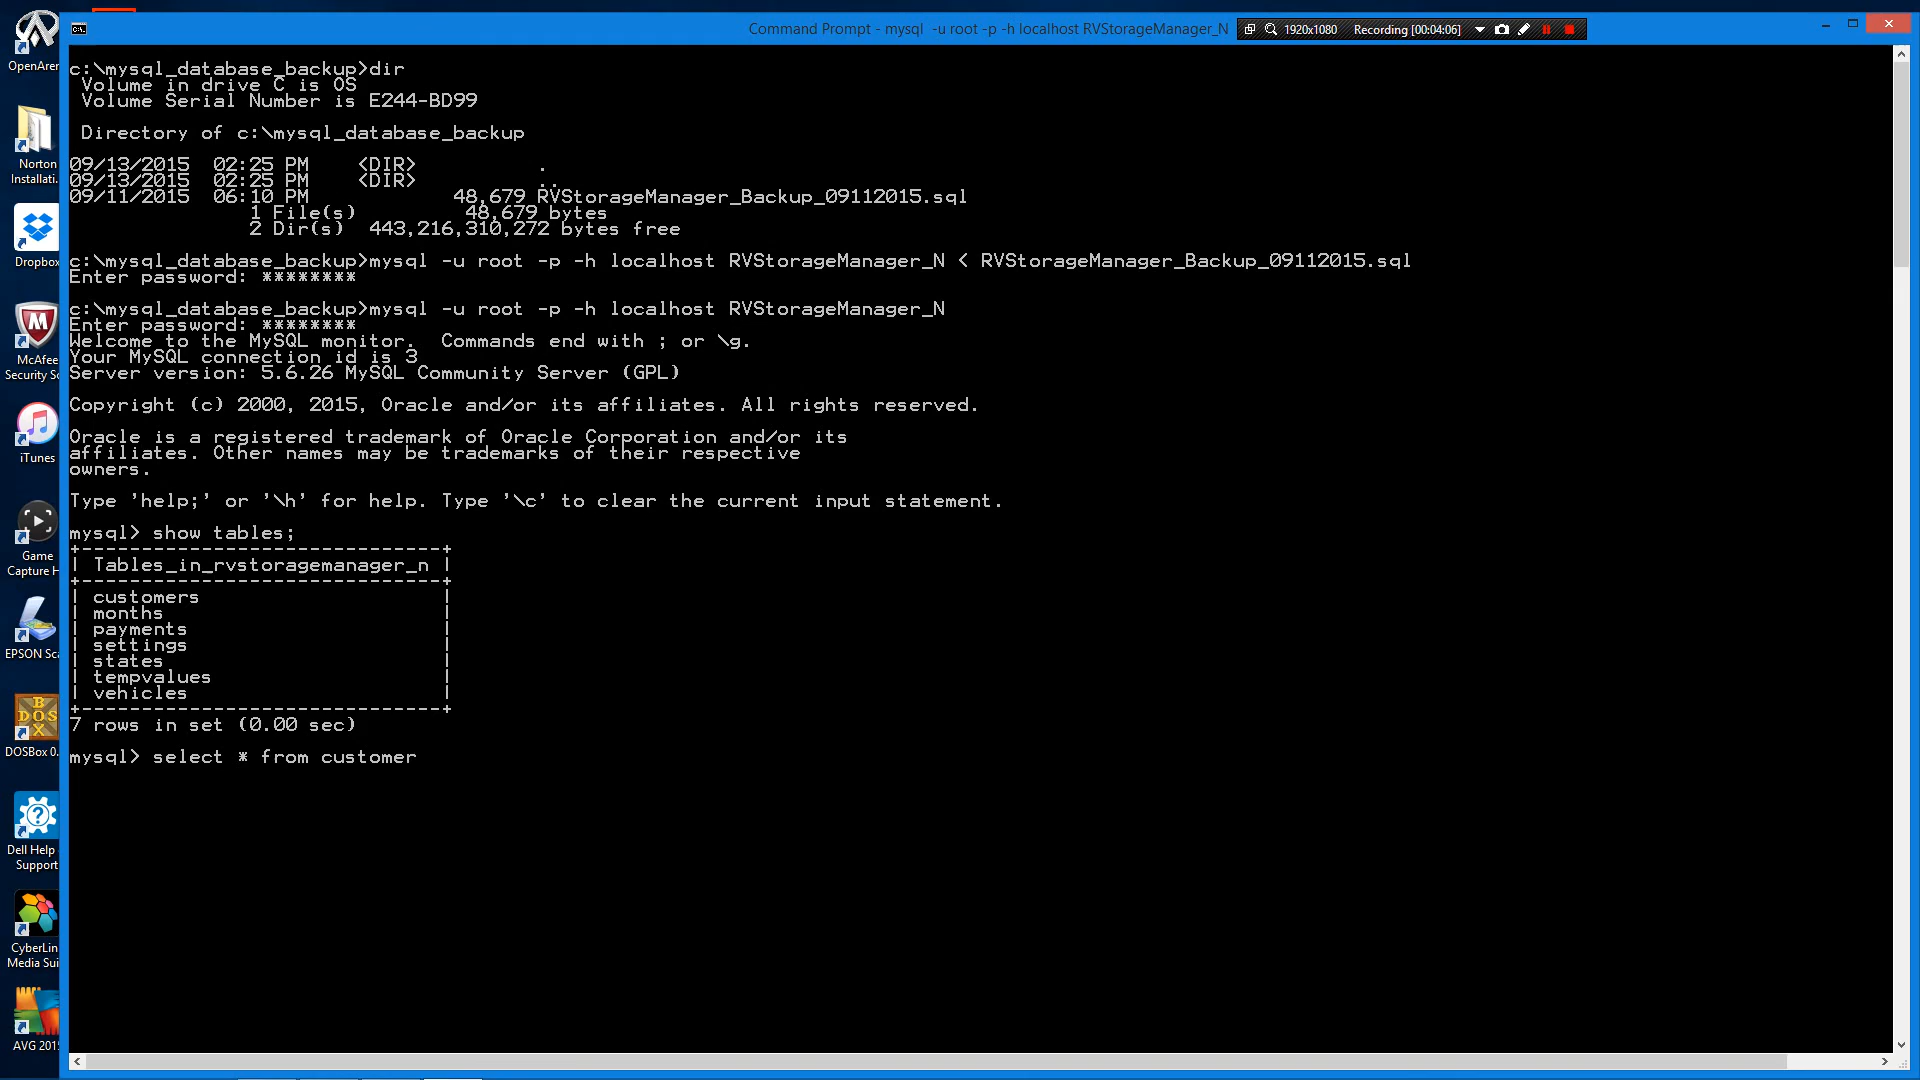 Command Prompt - mysql  -u root -p -h localhost RVStorageManager_N
1920x1080
Recording [00:04:06]
OpenAren
Norton
Installati...
Dropbox
McAfee
Security Sc
iTunes
Game
Capture H
EPSON Sca
DOSBox 0.
Dell Help
Support
CyberLin
Media Sui
AVG 2015
c:\mysql_database_backup>dir
 Volume in drive C is OS
 Volume Serial Number is E244-BD99
 Directory of c:\mysql_database_backup
09/13/2015  02:25 PM    <DIR>          .
09/13/2015  02:25 PM    <DIR>          ..
09/11/2015  06:10 PM            48,679 RVStorageManager_Backup_09112015.sql
               1 File(s)         48,679 bytes
               2 Dir(s)  443,216,310,272 bytes free
c:\mysql_database_backup>mysql -u root -p -h localhost RVStorageManager_N < RVStorageManager_Backup_09112015.sql
Enter password: ********
c:\mysql_database_backup>mysql -u root -p -h localhost RVStorageManager_N
Enter password: ********
Welcome to the MySQL monitor.  Commands end with ; or \g.
Your MySQL connection id is 3
Server version: 5.6.26 MySQL Community Server (GPL)
Copyright (c) 2000, 2015, Oracle and/or its affiliates. All rights reserved.
Oracle is a registered trademark of Oracle Corporation and/or its
affiliates. Other names may be trademarks of their respective
owners.
Type 'help;' or '\h' for help. Type '\c' to clear the current input statement.
mysql> show tables;
+------------------------------+
| Tables_in_rvstoragemanager_n |
+------------------------------+
| customers                    |
| months                       |
| payments                     |
| settings                     |
| states                       |
| tempvalues                   |
| vehicles                     |
+------------------------------+
7 rows in set (0.00 sec)
mysql> select * from customer